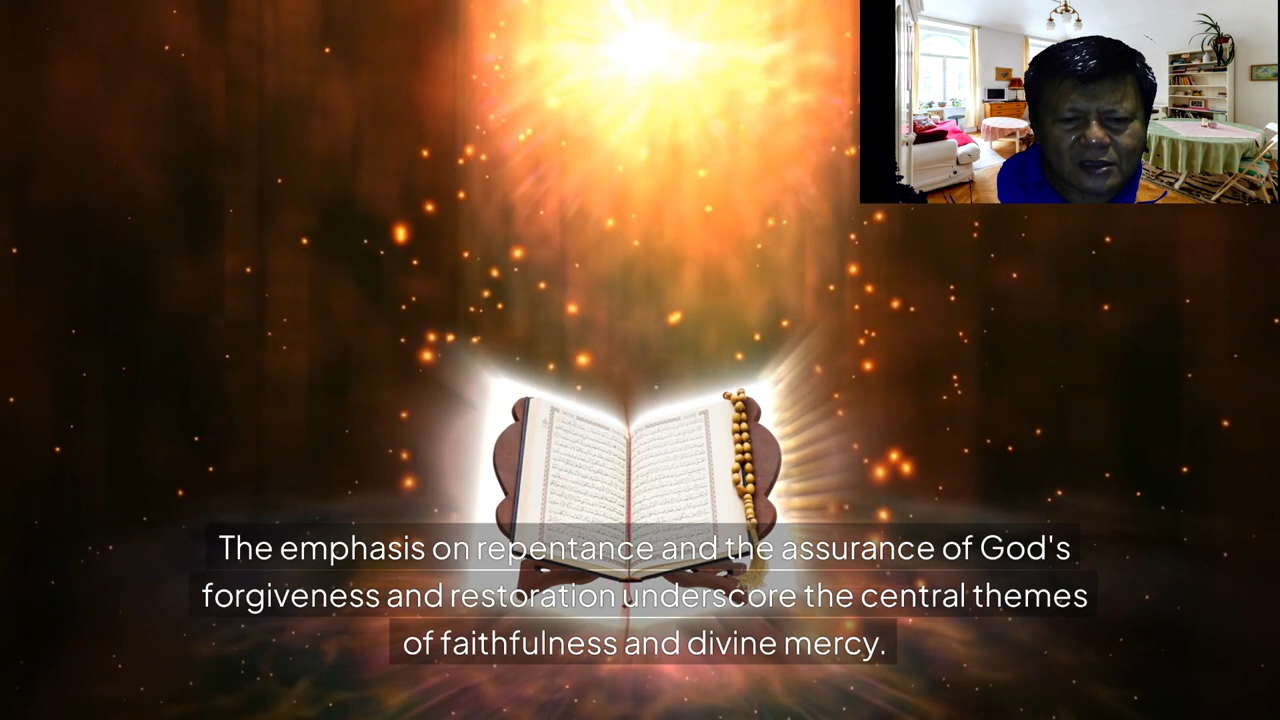 The emphasis on repentance and the assurance of God's
forgiveness and restoration underscore the central themes
of faithfulness and divine mercy.